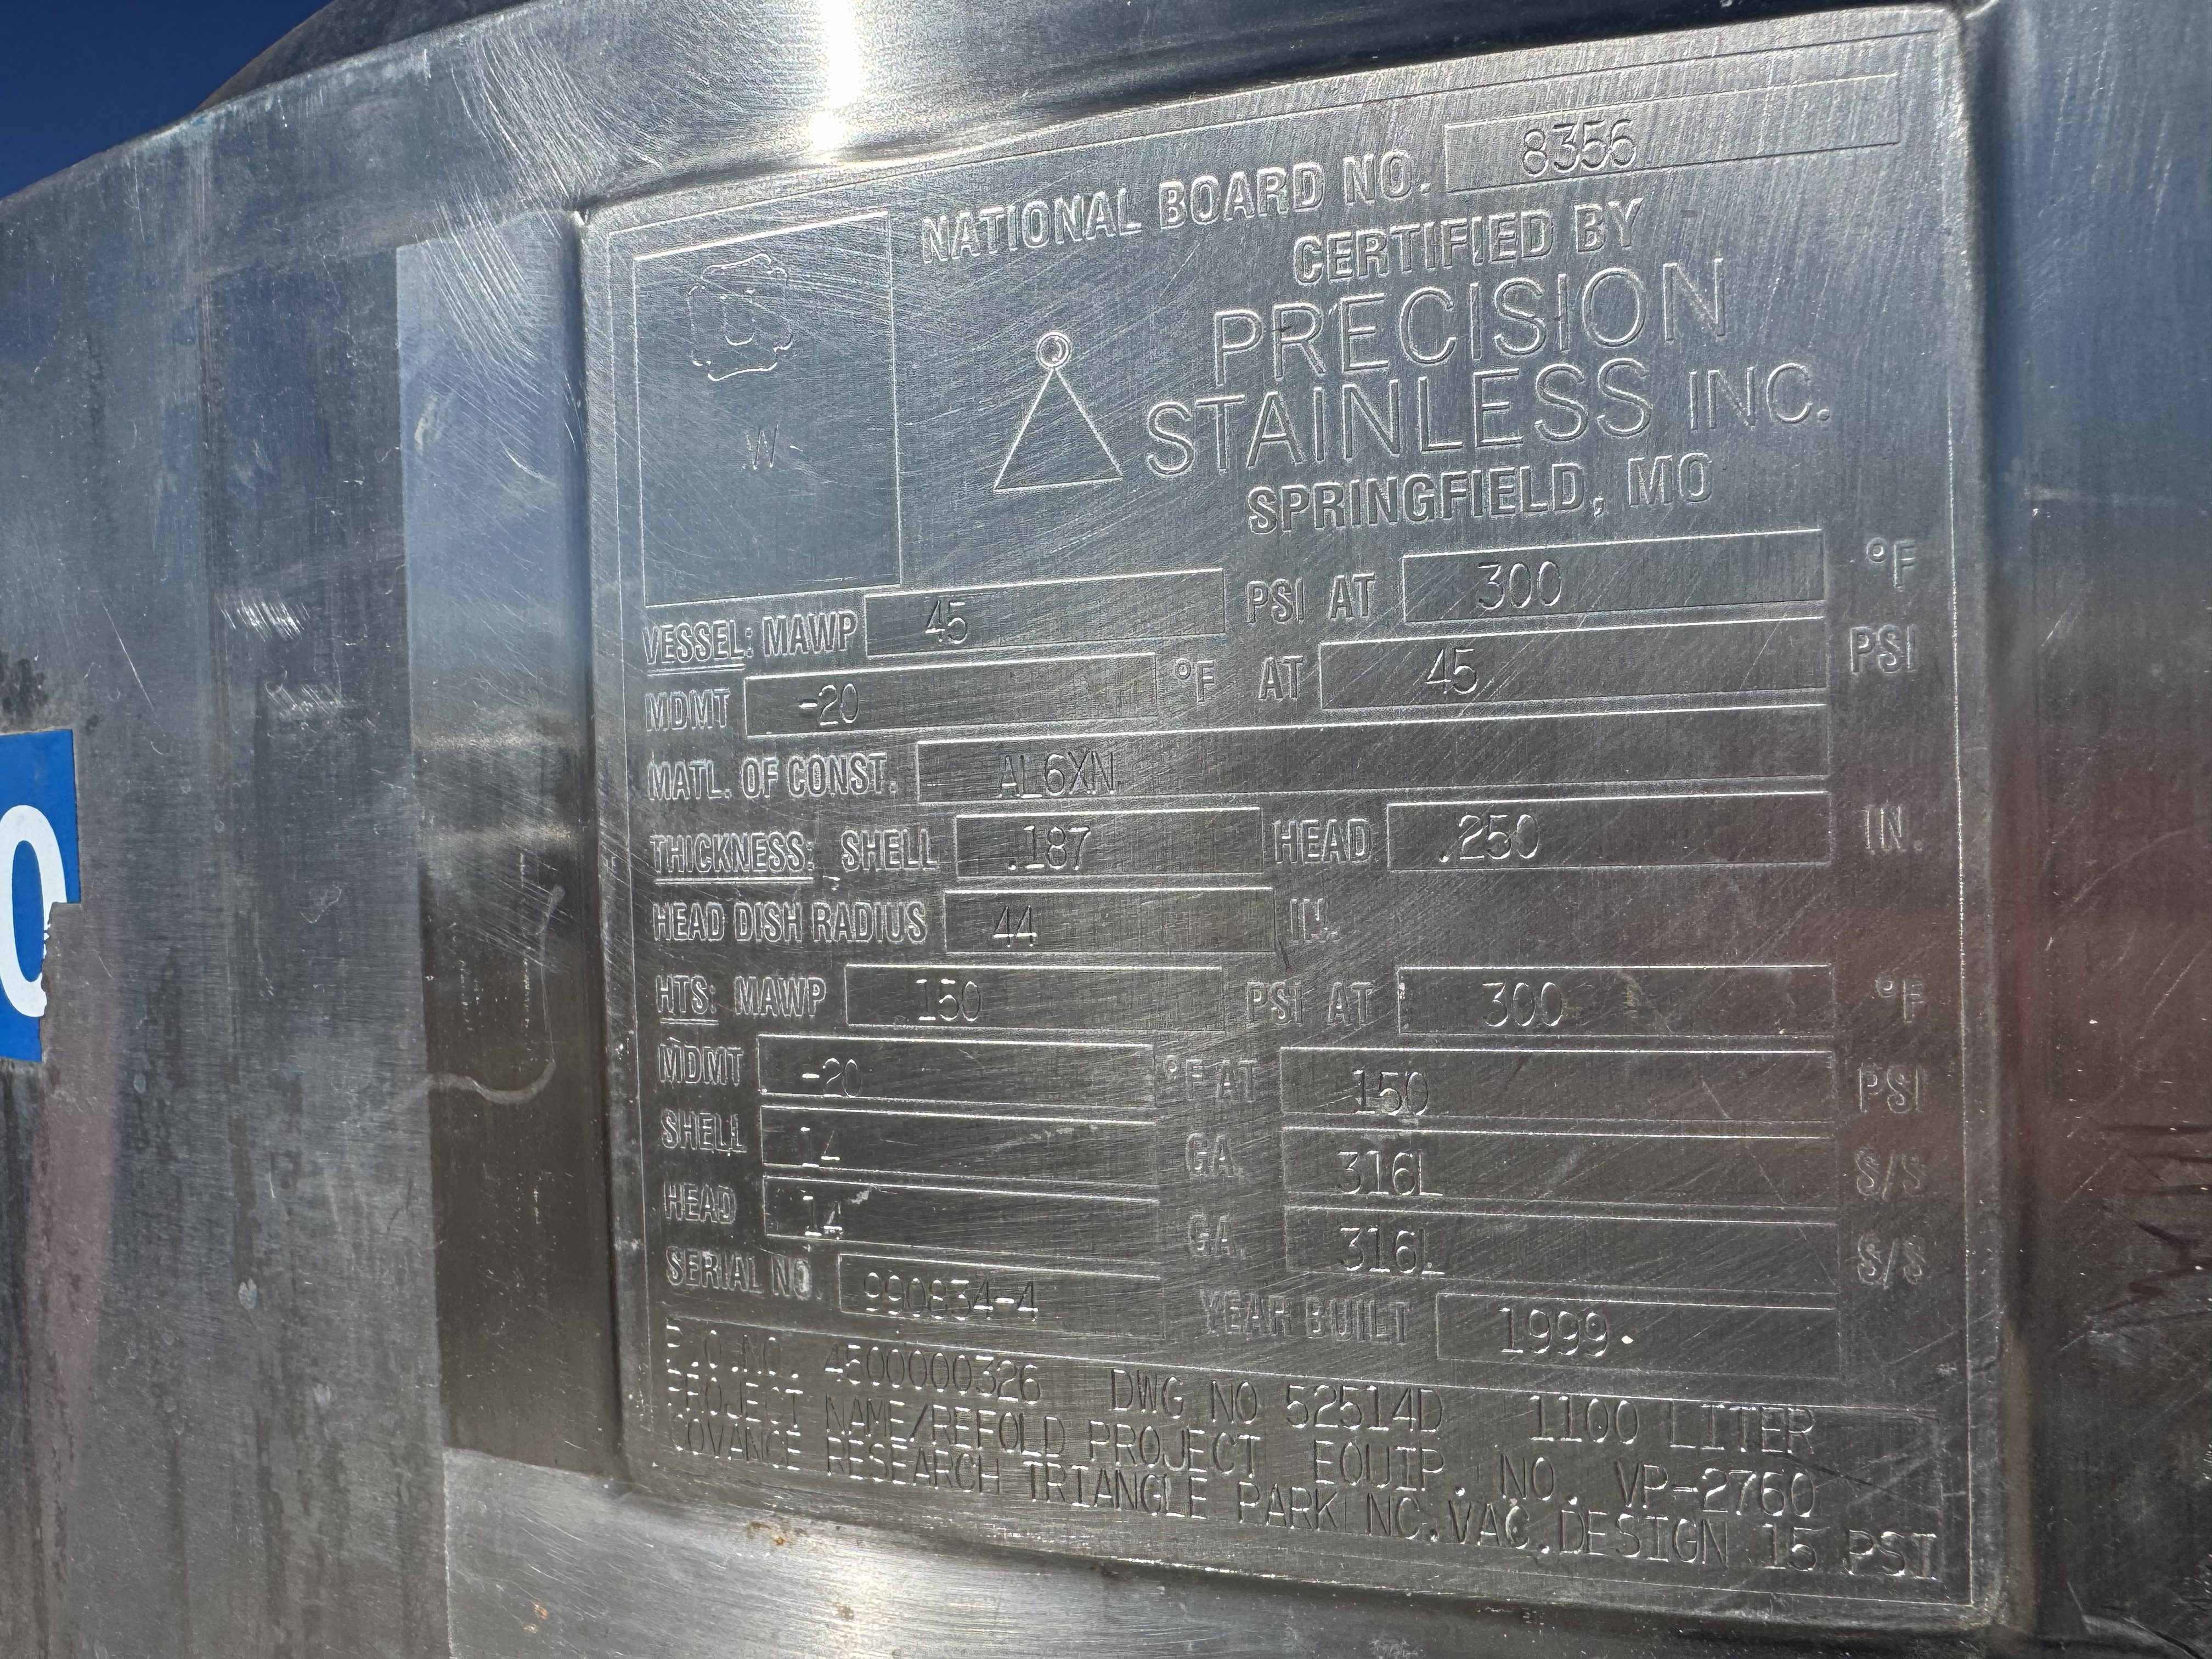 NATIONAL BOARD NO. 8356
U
W
CERTIFIED BY
PRECISION
STAINLESS INC.
SPRINGFIELD, MO
VESSEL: MAWP 45 PSI AT 300 °F
MDMT -20 °F AT 45 PSI
MATL. OF CONST. AL6XN
THICKNESS: SHELL .187 HEAD .250 IN.
HEAD DISH RADIUS 44 IN.
HTS: MAWP 150 PSI AT 300 °F
MDMT -20 °F AT 150 PSI
SHELL 14 GA. 316L S/S
HEAD 14 GA. 316L S/S
SERIAL NO. 990834-4 YEAR BUILT 1999
P.O.NO. 4500000326 DWG NO 52514D 1100 LITER
PROJECT NAME/REFOLD PROJECT EQUIP. NO. VP-2760
COVANCE RESEARCH TRIANGLE PARK NC.VAC.DESIGN 15 PSI